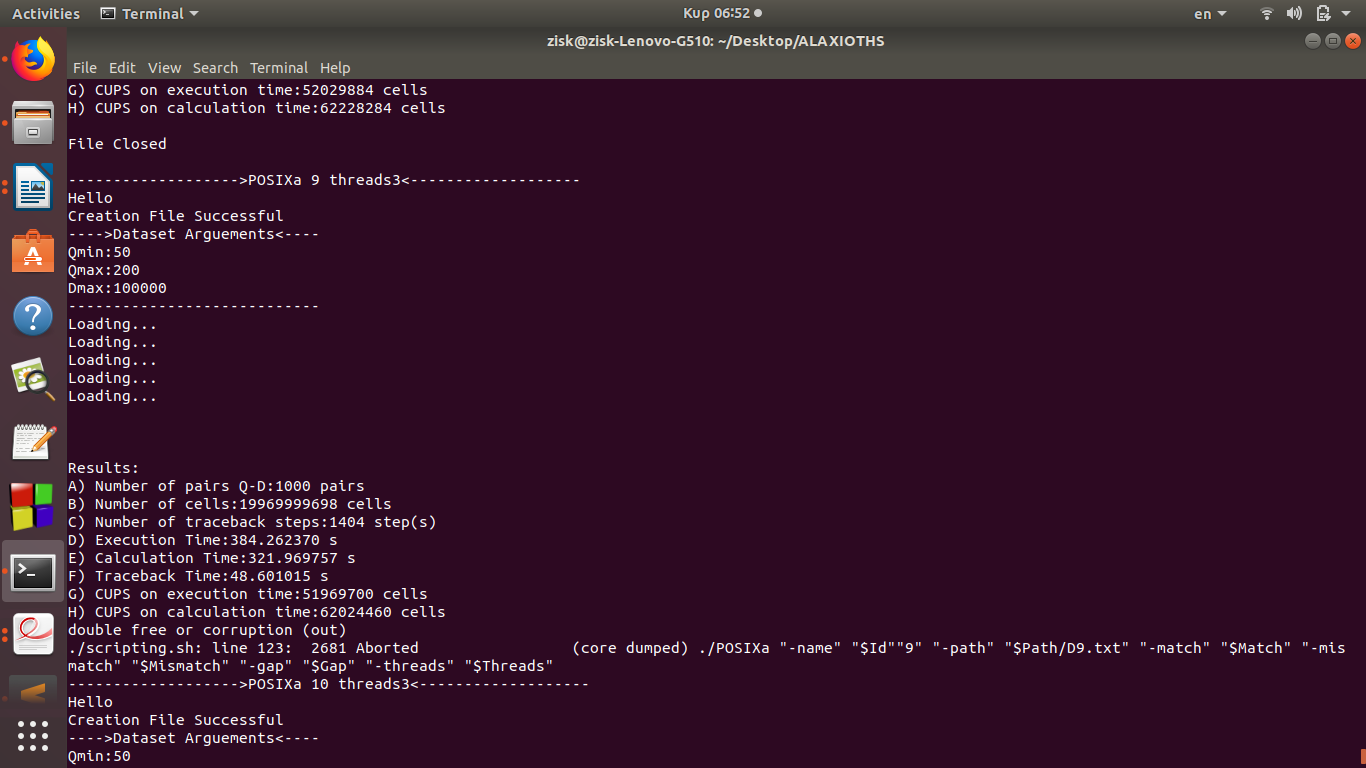 Activities Terminal Κυρ 06:52 en
zisk@zisk-Lenovo-G510: ~/Desktop/ALAXIOTHS
File Edit View Search Terminal Help
G) CUPS on execution time:52029884 cells
H) CUPS on calculation time:62228284 cells
File Closed
------------------->POSIXa 9 threads3<-------------------
Hello
Creation File Successful
---->Dataset Arguements<----
Qmin:50
Qmax:200
Dmax:100000
----------------------------
Loading...
Loading...
Loading...
Loading...
Loading...
Results:
A) Number of pairs Q-D:1000 pairs
B) Number of cells:19969999698 cells
C) Number of traceback steps:1404 step(s)
D) Execution Time:384.262370 s
E) Calculation Time:321.969757 s
F) Traceback Time:48.601015 s
G) CUPS on execution time:51969700 cells
H) CUPS on calculation time:62024460 cells
double free or corruption (out)
./scripting.sh: line 123:  2681 Aborted                 (core dumped) ./POSIXa "-name" "$Id""9" "-path" "$Path/D9.txt" "-match" "$Match" "-mis
match" "$Mismatch" "-gap" "$Gap" "-threads" "$Threads"
------------------->POSIXa 10 threads3<-------------------
Hello
Creation File Successful
---->Dataset Arguements<----
Qmin:50